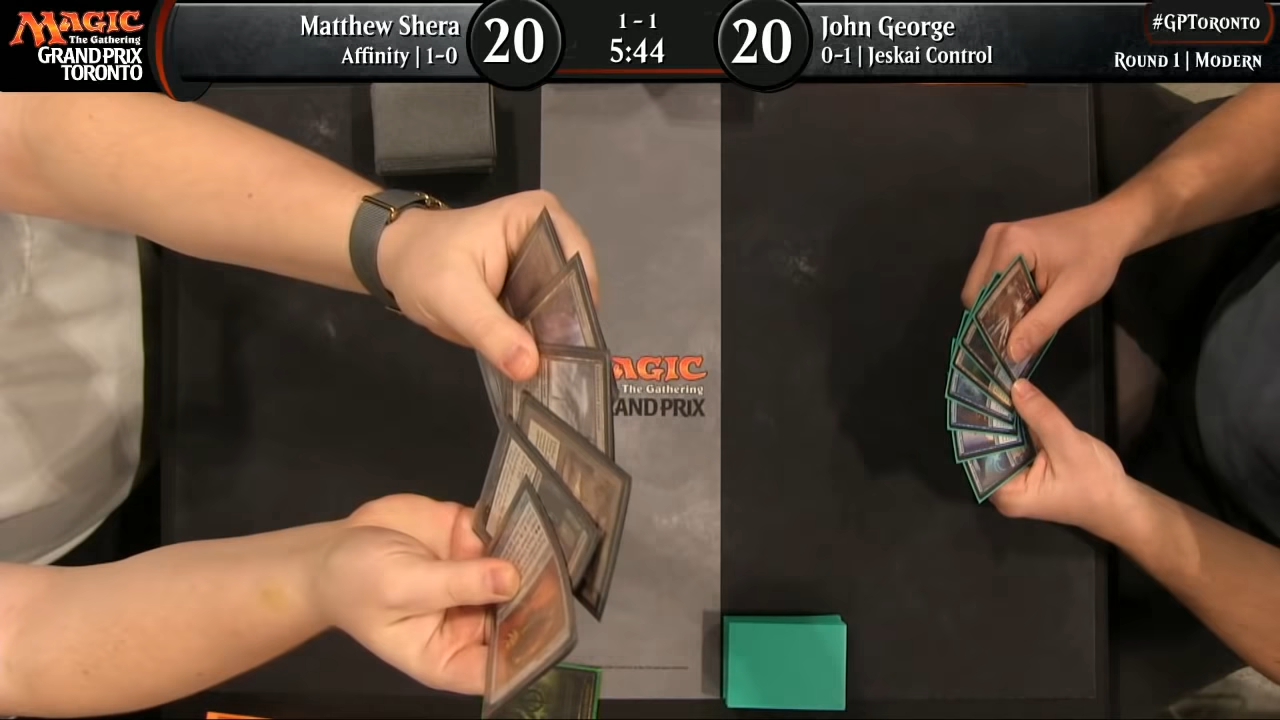 MAGIC
The Gathering
GRAND PRIX
TORONTO
Matthew Shera
Affinity | 1-0
20
1 - 1
5:44
20
John George
0-1 | Jeskai Control
#GPTORONTO
ROUND 1 | MODERN
MAGIC
The Gathering
GRAND PRIX